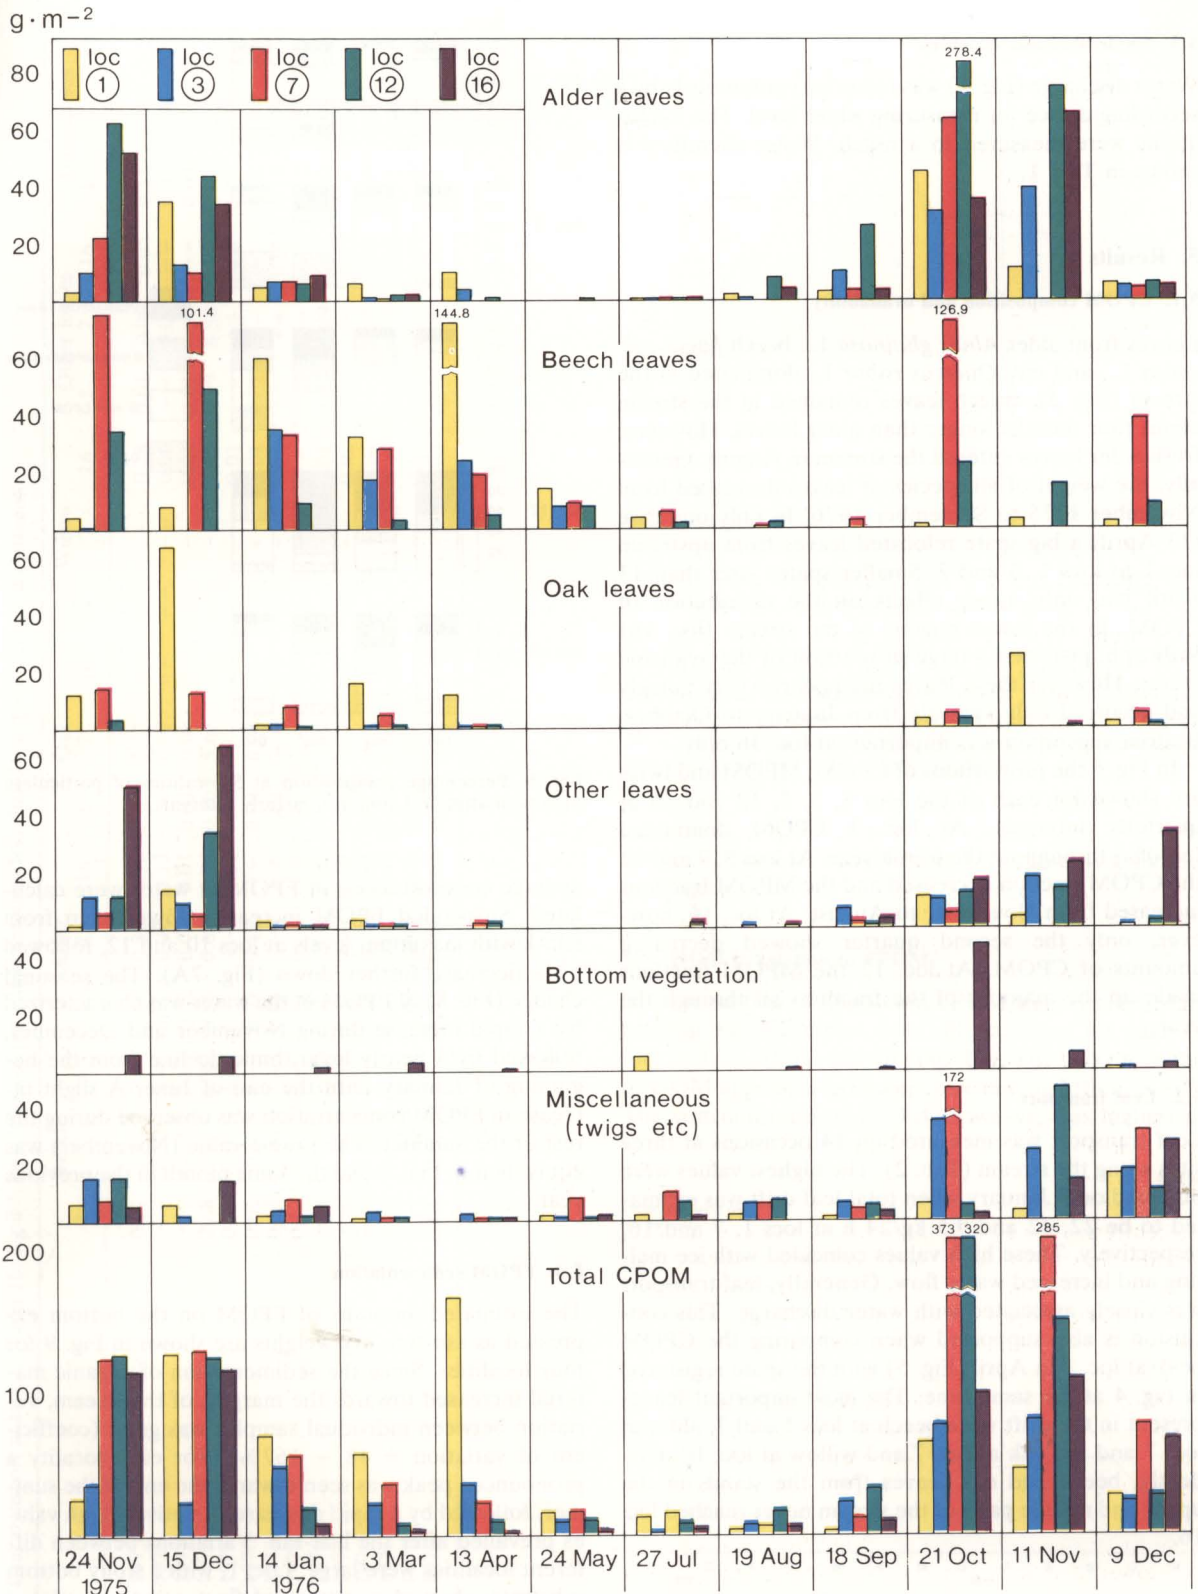 g·m⁻²
80
60
40
20
loc loc loc loc loc
1 3 7 12 16
Alder leaves
278.4
60
40
20
101.4
144.8
126.9
Beech leaves
60
40
20
Oak leaves
60
40
20
Other leaves
40
20
Bottom vegetation
40
20
Miscellaneous
(twigs etc)
172
200
100
373 320
285
Total CPOM
24 Nov 15 Dec 14 Jan 3 Mar 13 Apr 24 May 27 Jul 19 Aug 18 Sep 21 Oct 11 Nov 9 Dec
1975 1976